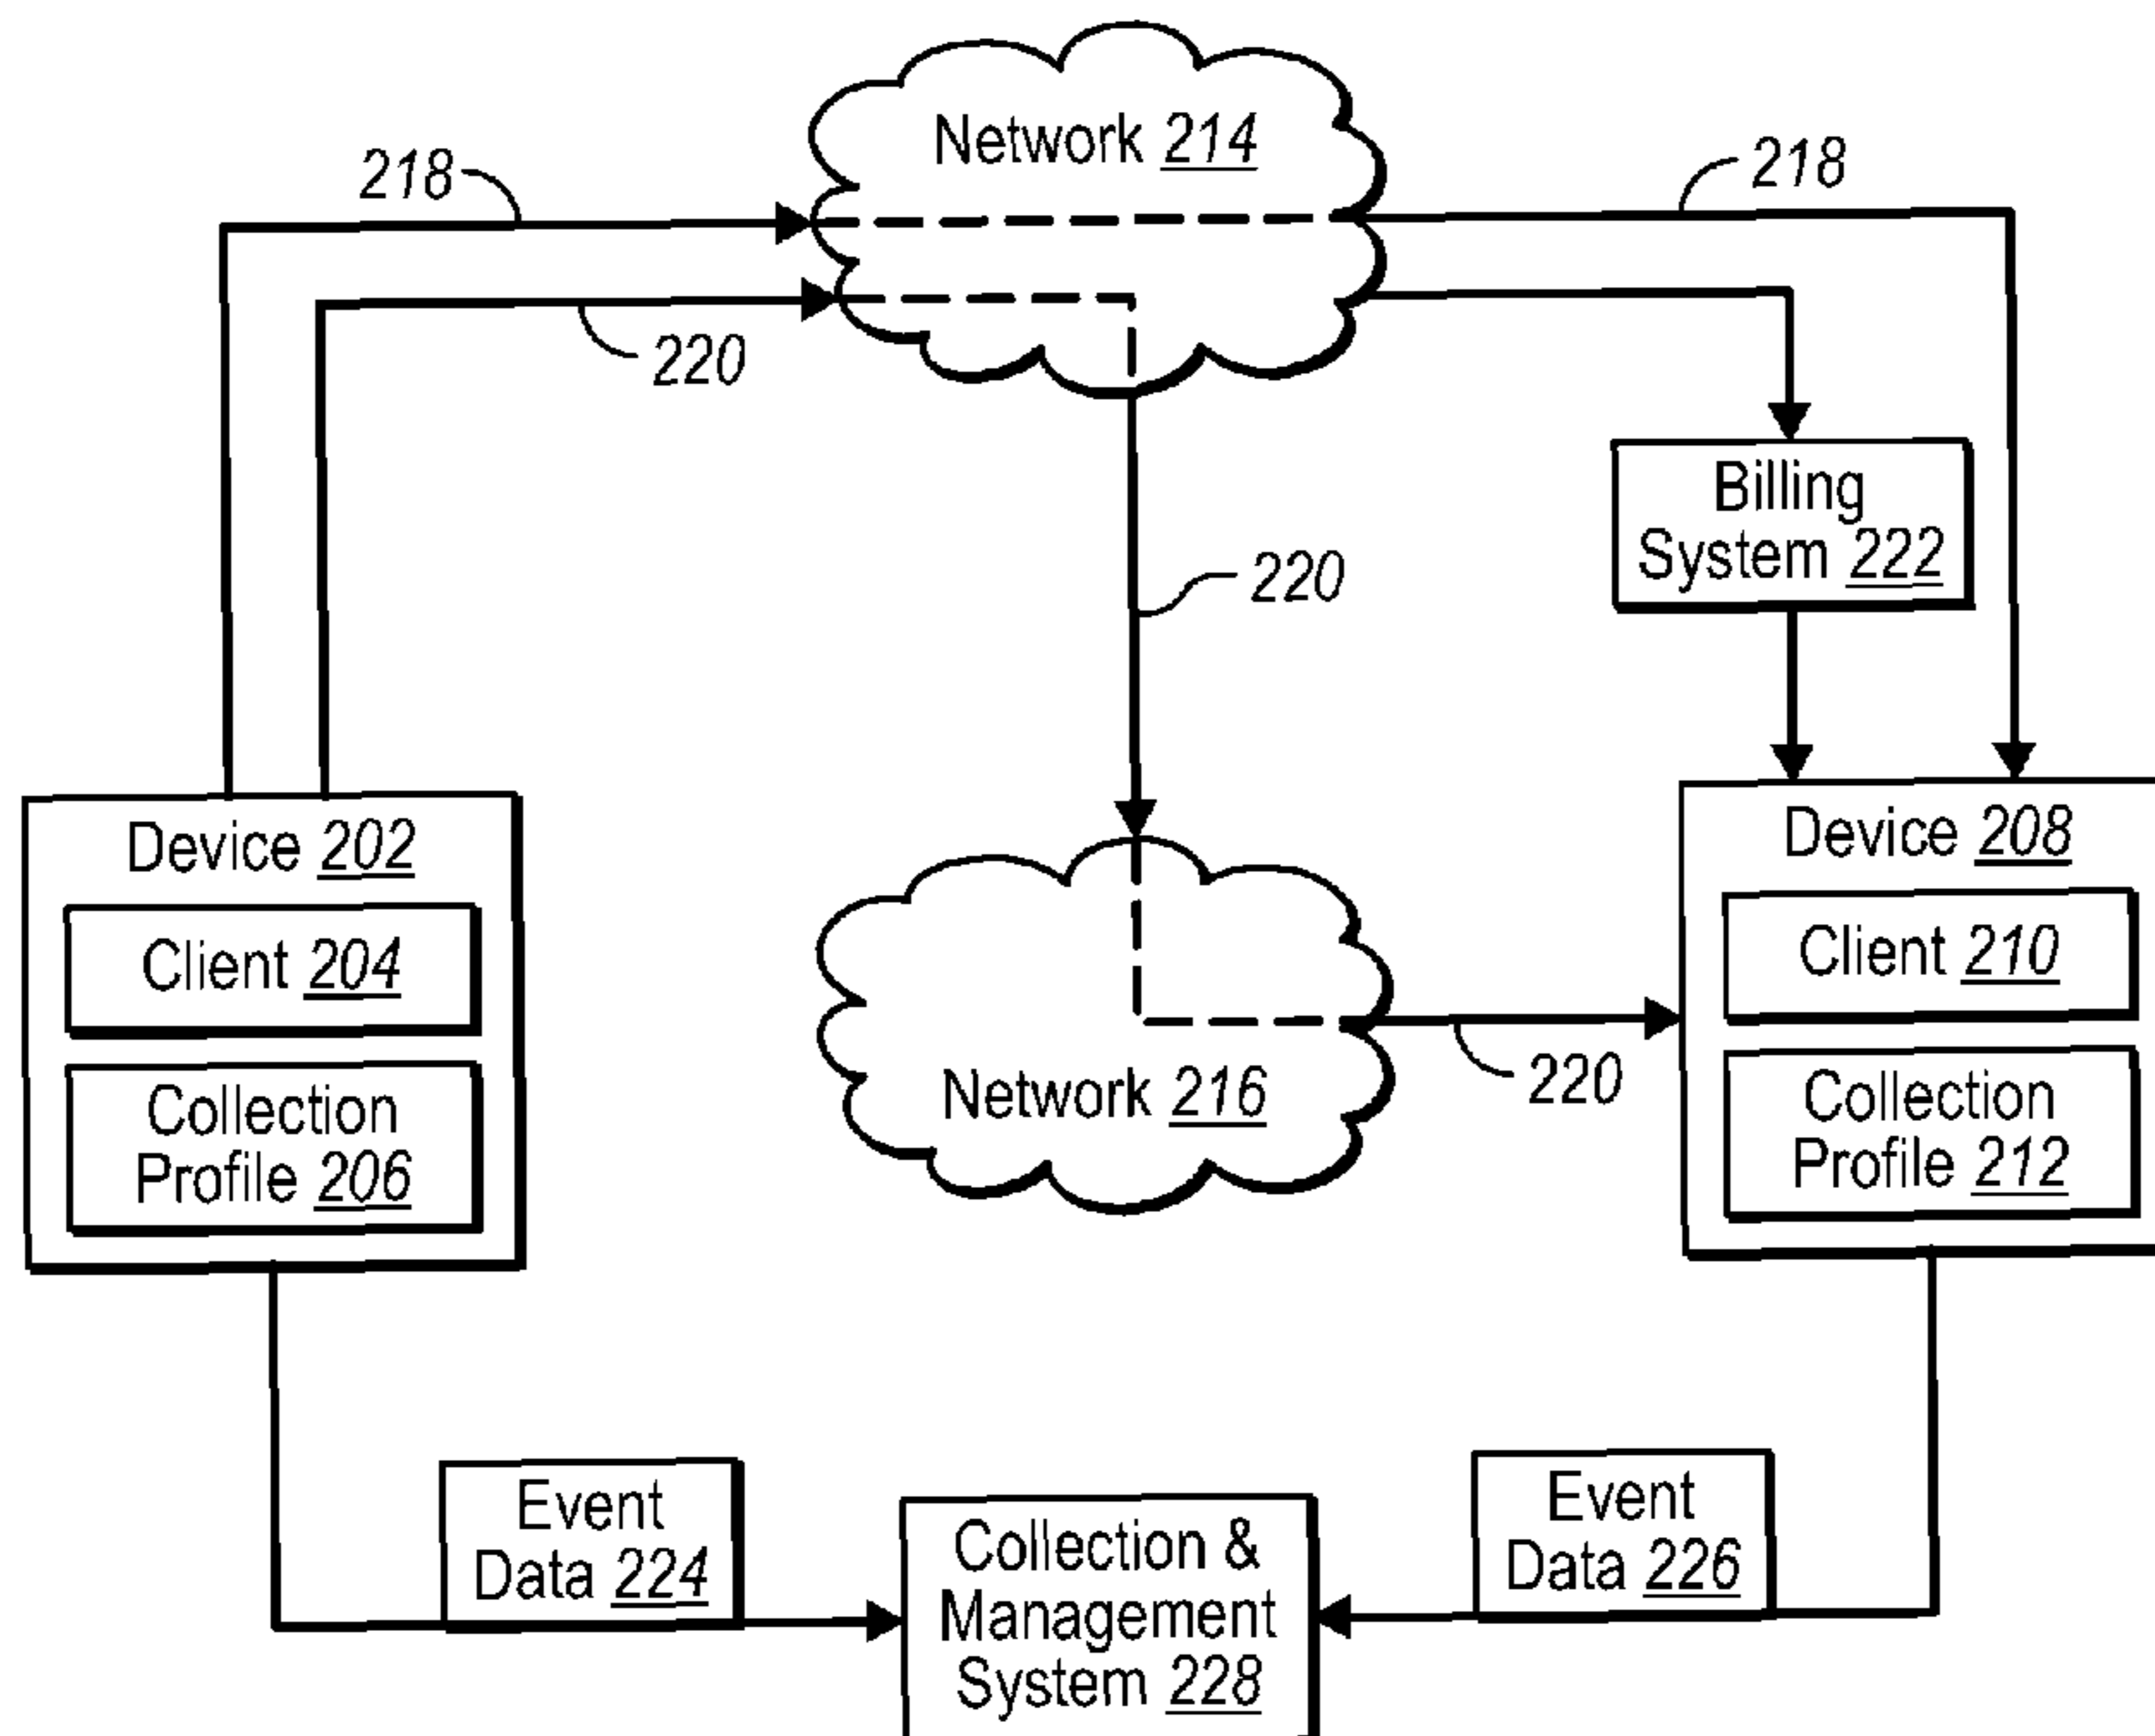 Network 214
218
218
220
Billing
System 222
220
Device 202
Client 204
Collection
Profile 206
Device 208
Client 210
Collection
Profile 212
Network 216
220
Event
Data 224
Collection &
Management
System 228
Event
Data 226